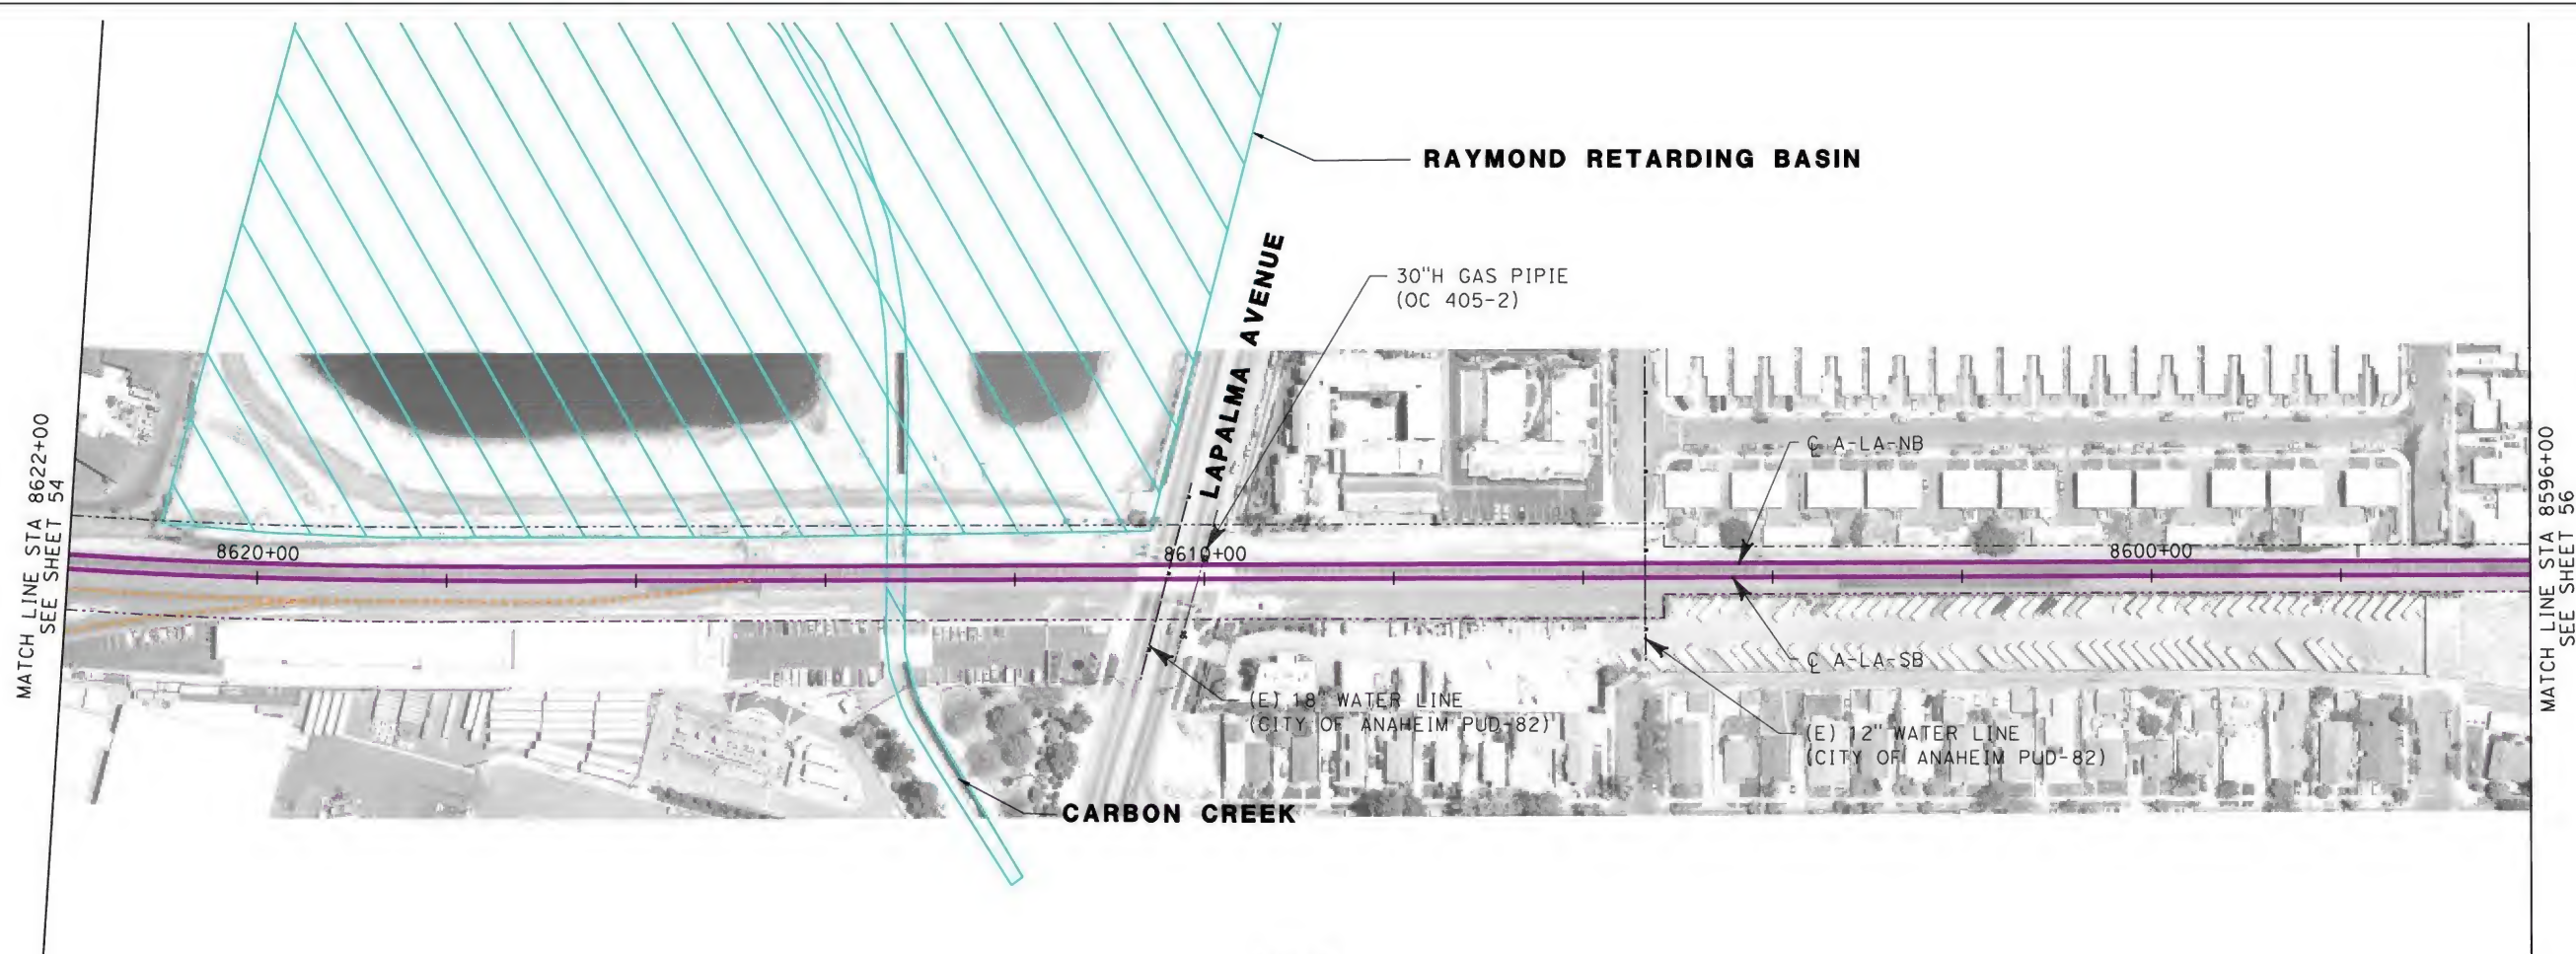 RAYMOND RETARDING BASIN
LAPALMA AVENUE
30"H GAS PIPIE
(OC 405-2)
MATCH LINE STA 8622+00
SEE SHEET 54
℄ A-LA-NB
8620+00
8610+00
8600+00
MATCH LINE STA 8596+00
SEE SHEET 56
℄ A-LA-SB
(E) 18" WATER LINE
(CITY OF ANAHEIM PUD-82)
(E) 12" WATER LINE
(CITY OF ANAHEIM PUD-82)
CARBON CREEK